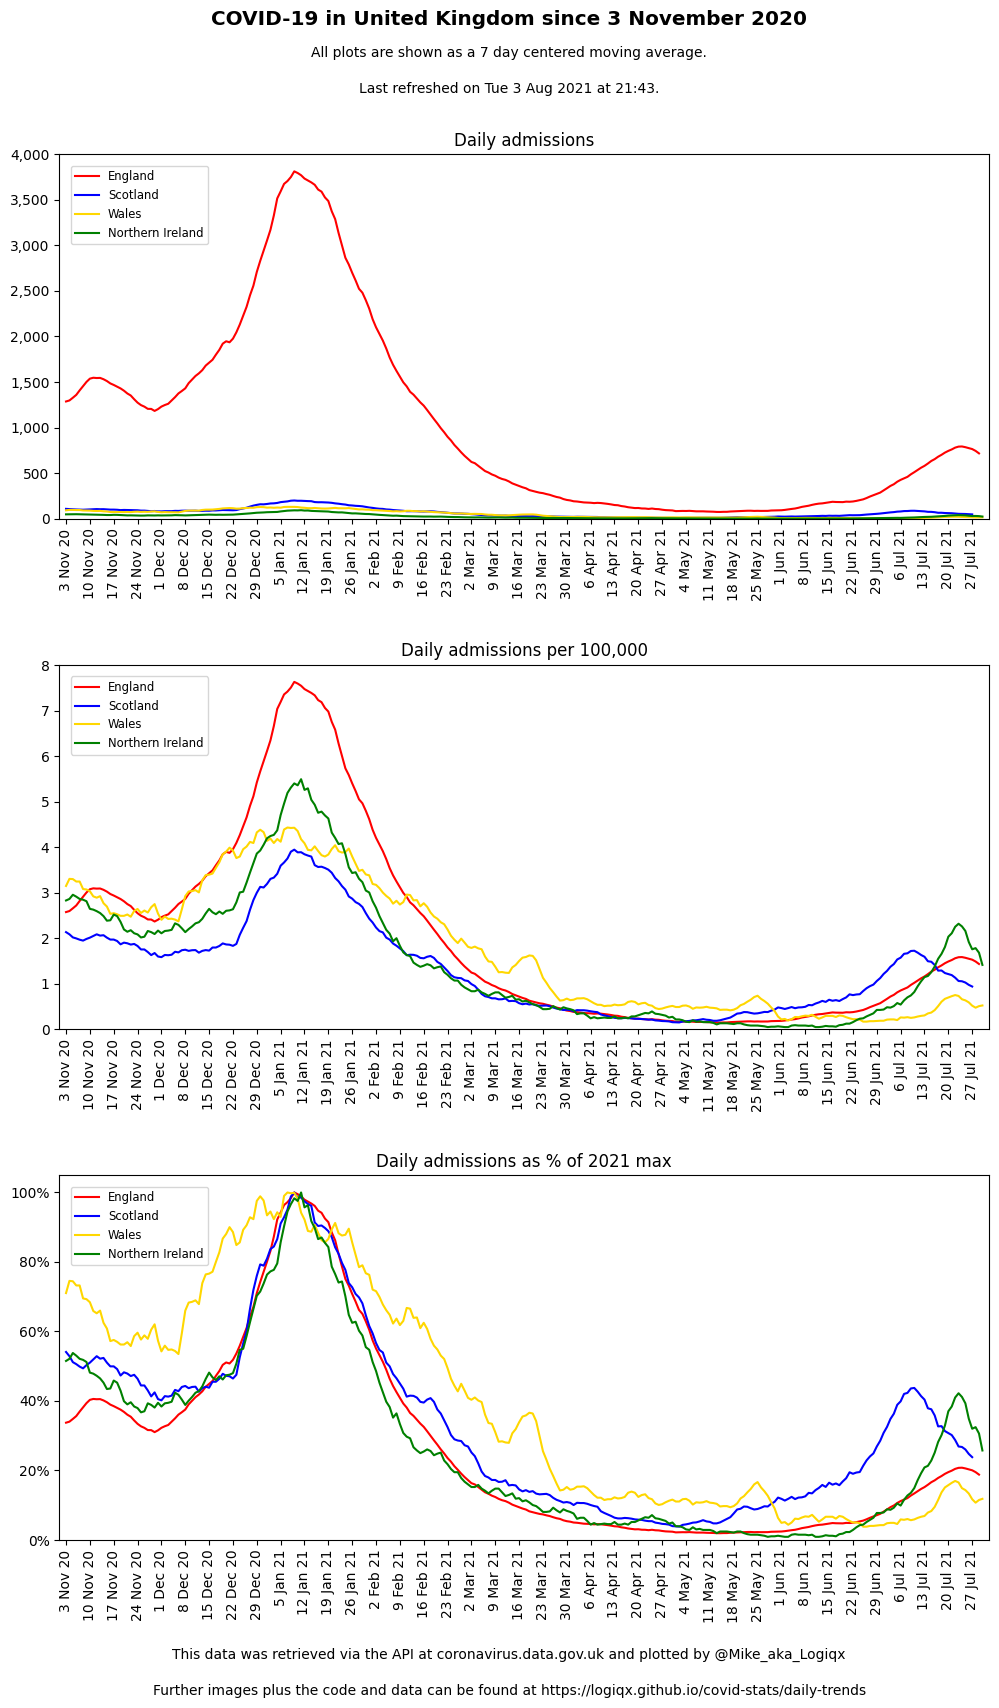 COVID-19 in United Kingdom since 3 November 2020
All plots are shown as a 7 day centered moving average.
Last refreshed on Tue 3 Aug 2021 at 21:43.
Daily admissions
4,000
3,500
3,000
2,500
2,000
1,500
1,000
500
0
England
Scotland
Wales
Northern Ireland
3 Nov 20
10 Nov 20
17 Nov 20
24 Nov 20
1 Dec 20
8 Dec 20
15 Dec 20
22 Dec 20
29 Dec 20
5 Jan 21
12 Jan 21
19 Jan 21
26 Jan 21
2 Feb 21
9 Feb 21
16 Feb 21
23 Feb 21
2 Mar 21
9 Mar 21
16 Mar 21
23 Mar 21
30 Mar 21
6 Apr 21
13 Apr 21
20 Apr 21
27 Apr 21
4 May 21
11 May 21
18 May 21
25 May 21
1 Jun 21
8 Jun 21
15 Jun 21
22 Jun 21
29 Jun 21
6 Jul 21
13 Jul 21
20 Jul 21
27 Jul 21
Daily admissions per 100,000
8
7
6
5
4
3
2
1
0
England
Scotland
Wales
Northern Ireland
3 Nov 20
10 Nov 20
17 Nov 20
24 Nov 20
1 Dec 20
8 Dec 20
15 Dec 20
22 Dec 20
29 Dec 20
5 Jan 21
12 Jan 21
19 Jan 21
26 Jan 21
2 Feb 21
9 Feb 21
16 Feb 21
23 Feb 21
2 Mar 21
9 Mar 21
16 Mar 21
23 Mar 21
30 Mar 21
6 Apr 21
13 Apr 21
20 Apr 21
27 Apr 21
4 May 21
11 May 21
18 May 21
25 May 21
1 Jun 21
8 Jun 21
15 Jun 21
22 Jun 21
29 Jun 21
6 Jul 21
13 Jul 21
20 Jul 21
27 Jul 21
Daily admissions as % of 2021 max
100%
80%
60%
40%
20%
0%
England
Scotland
Wales
Northern Ireland
3 Nov 20
10 Nov 20
17 Nov 20
24 Nov 20
1 Dec 20
8 Dec 20
15 Dec 20
22 Dec 20
29 Dec 20
5 Jan 21
12 Jan 21
19 Jan 21
26 Jan 21
2 Feb 21
9 Feb 21
16 Feb 21
23 Feb 21
2 Mar 21
9 Mar 21
16 Mar 21
23 Mar 21
30 Mar 21
6 Apr 21
13 Apr 21
20 Apr 21
27 Apr 21
4 May 21
11 May 21
18 May 21
25 May 21
1 Jun 21
8 Jun 21
15 Jun 21
22 Jun 21
29 Jun 21
6 Jul 21
13 Jul 21
20 Jul 21
27 Jul 21
This data was retrieved via the API at coronavirus.data.gov.uk and plotted by @Mike_aka_Logiqx
Further images plus the code and data can be found at https://logiqx.github.io/covid-stats/daily-trends